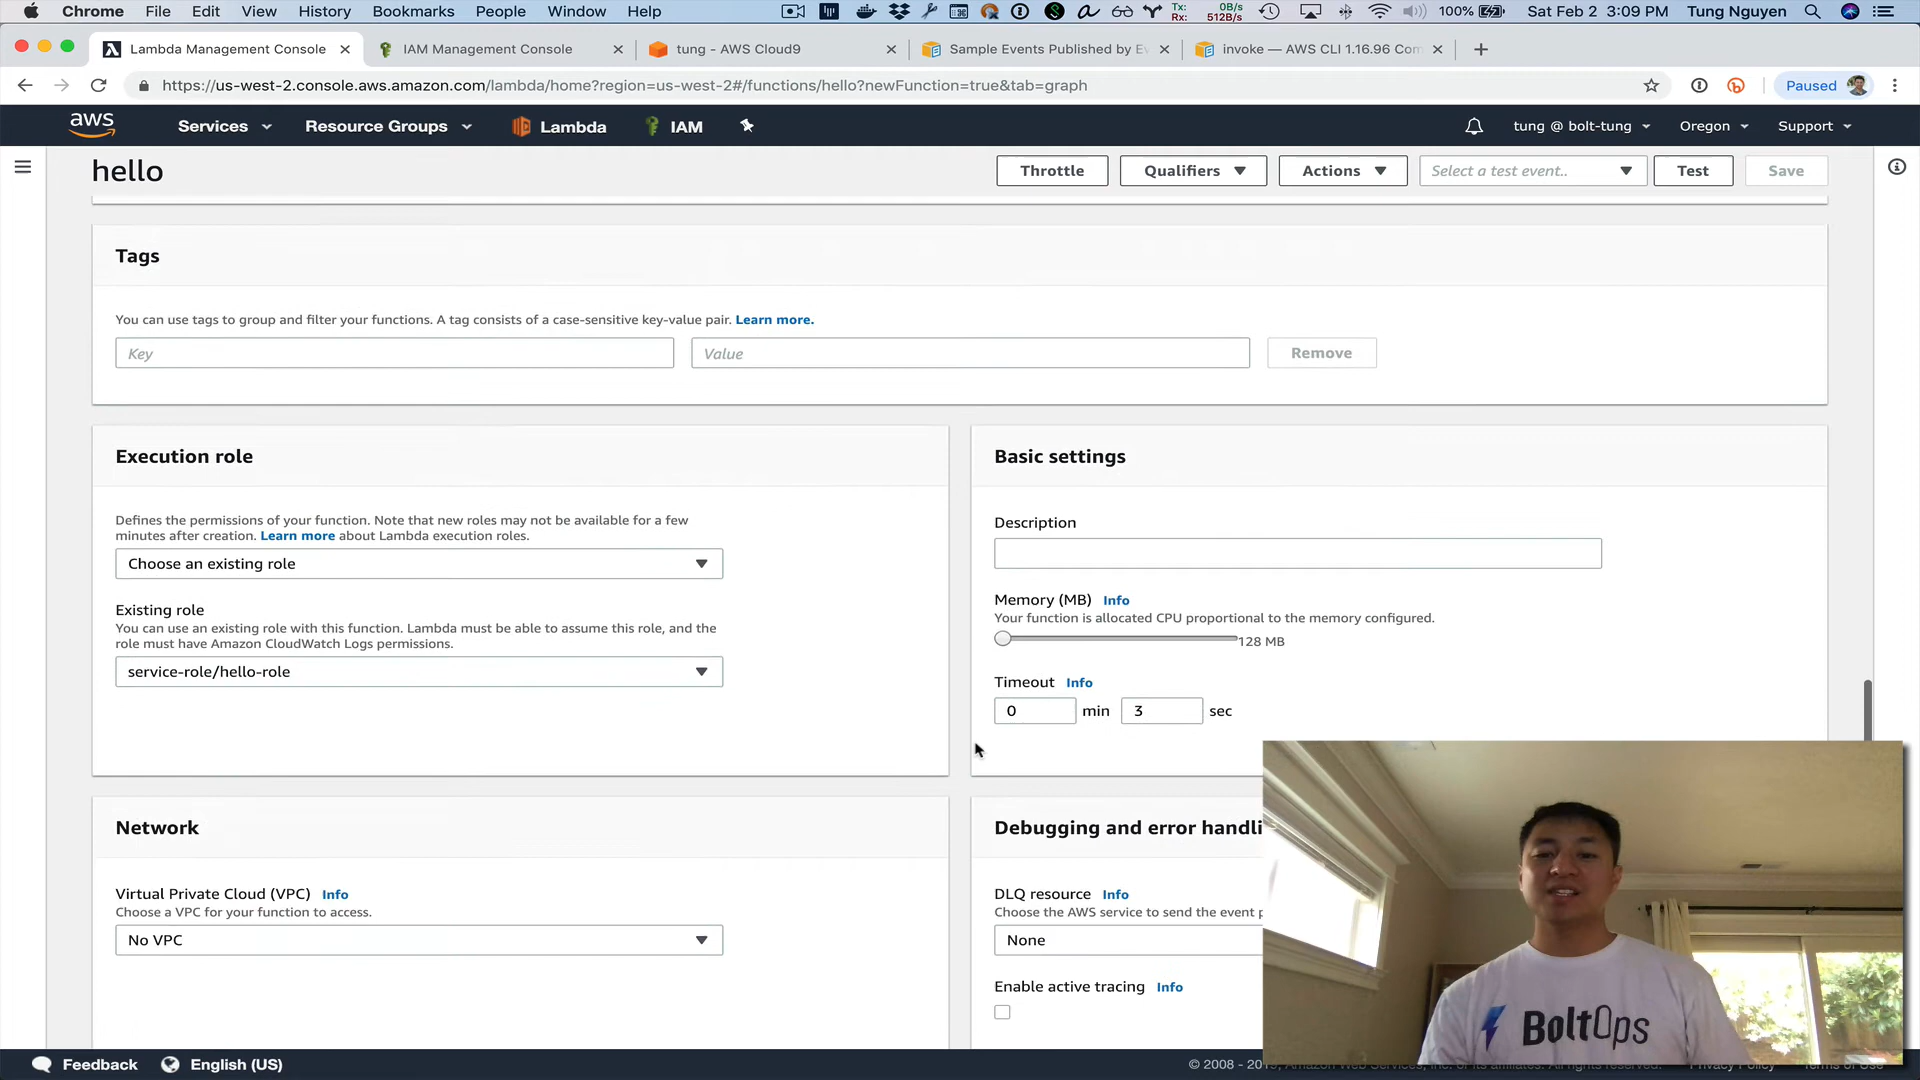 Chrome File Edit View History Bookmarks People Window Help Tx: 0B/s Rx: 512B/s 100% Sat Feb 2 3:09 PM Tung Nguyen
Lambda Management Console IAM Management Console tung - AWS Cloud9 Sample Events Published by Ev invoke — AWS CLI 1.16.96 Com
https://us-west-2.console.aws.amazon.com/lambda/home?region=us-west-2#/functions/hello?newFunction=true&tab=graph Paused
aws Services Resource Groups Lambda IAM tung @ bolt-tung Oregon Support
hello Throttle Qualifiers Actions Select a test event.. Test Save
Tags
You can use tags to group and filter your functions. A tag consists of a case-sensitive key-value pair. Learn more.
Key Value Remove
Execution role
Defines the permissions of your function. Note that new roles may not be available for a few
minutes after creation. Learn more about Lambda execution roles.
Choose an existing role
Existing role
You can use an existing role with this function. Lambda must be able to assume this role, and the
role must have Amazon CloudWatch Logs permissions.
service-role/hello-role
Basic settings
Description
Memory (MB) Info
Your function is allocated CPU proportional to the memory configured.
128 MB
Timeout Info
0 min 3 sec
Network
Virtual Private Cloud (VPC) Info
Choose a VPC for your function to access.
No VPC
Debugging and error handli
DLQ resource Info
Choose the AWS service to send the event p
None
Enable active tracing Info
BoltOps
Feedback English (US) © 2008 - 20